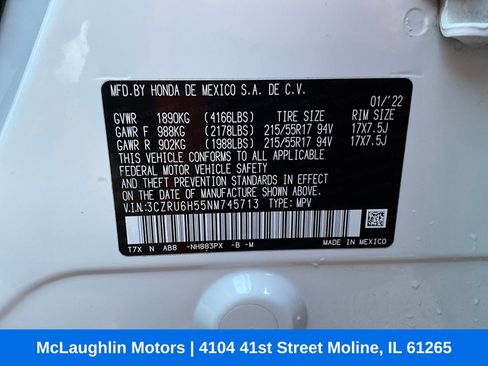 MFD.BY HONDA DE MEXICO S.A. DE C.V.
01/'22
GVWR 1890KG (4166LBS) TIRE SIZE RIM SIZE
GAWR F 988KG (2178LBS) 215/55R17 94V 17X7.5J
GAWR R 902KG (1988LBS) 215/55R17 94V 17X7.5J
THIS VEHICLE CONFORMS TO ALL APPLICABLE
FEDERAL MOTOR VEHICLE SAFETY, BUMPER, AND
THEFT PREVENTION STANDARDS IN EFFECT ON THE
DATE OF MANUFACTURE SHOWN ABOVE.
V.I.N:3CZRU6H55NM745713 TYPE: MPV
T7X N AB8 -NH883PX -B -M MADE IN MEXICO
McLaughlin Motors | 4104 41st Street Moline, IL 61265